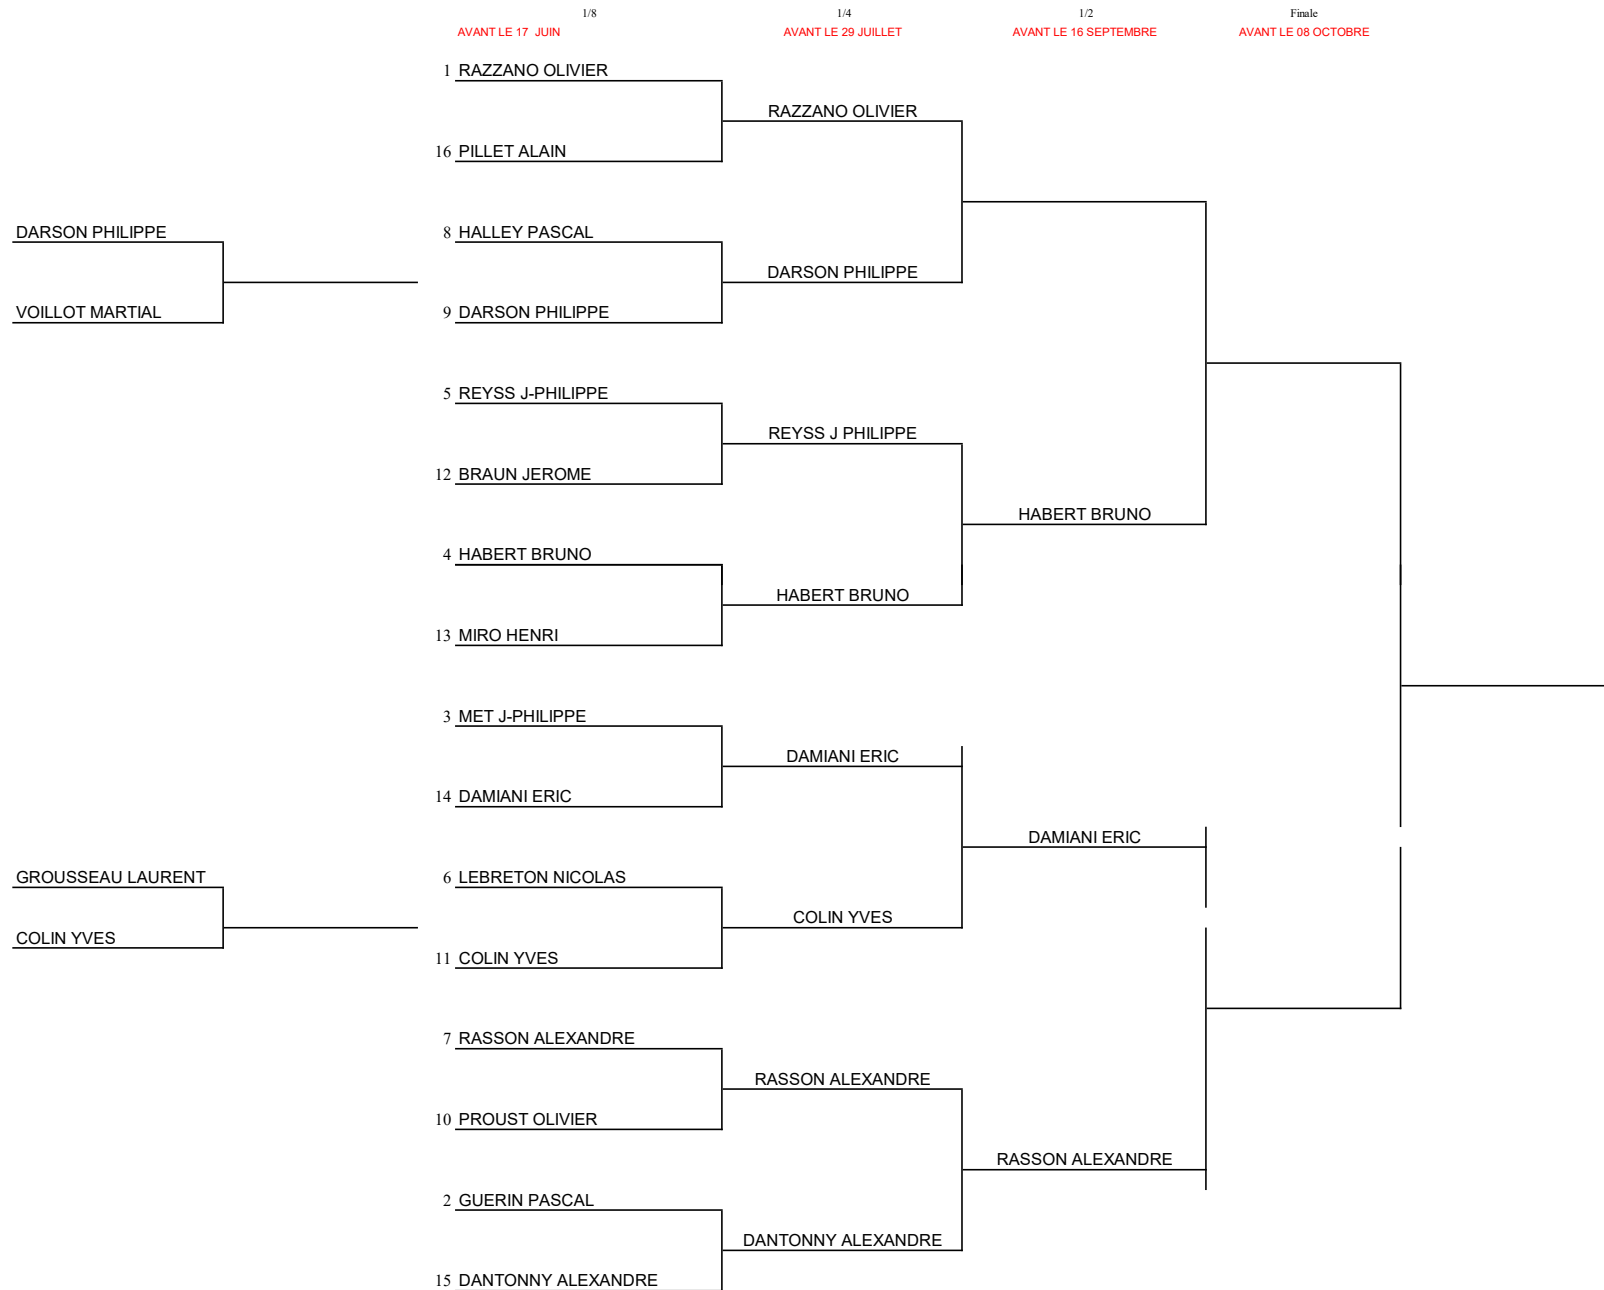 1/8 1/4 1/2 Finale
AVANT LE 17 JUIN AVANT LE 29 JUILLET AVANT LE 16 SEPTEMBRE AVANT LE 08 OCTOBRE
1 RAZZANO OLIVIER
RAZZANO OLIVIER
16 PILLET ALAIN
DARSON PHILIPPE 8 HALLEY PASCAL
DARSON PHILIPPE
VOILLOT MARTIAL 9 DARSON PHILIPPE
5 REYSS J-PHILIPPE
REYSS J PHILIPPE
12 BRAUN JEROME
HABERT BRUNO
4 HABERT BRUNO
HABERT BRUNO
13 MIRO HENRI
3 MET J-PHILIPPE
DAMIANI ERIC
14 DAMIANI ERIC
DAMIANI ERIC
GROUSSEAU LAURENT 6 LEBRETON NICOLAS
COLIN YVES
COLIN YVES
11 COLIN YVES
7 RASSON ALEXANDRE
RASSON ALEXANDRE
10 PROUST OLIVIER
RASSON ALEXANDRE
2 GUERIN PASCAL
DANTONNY ALEXANDRE
15 DANTONNY ALEXANDRE